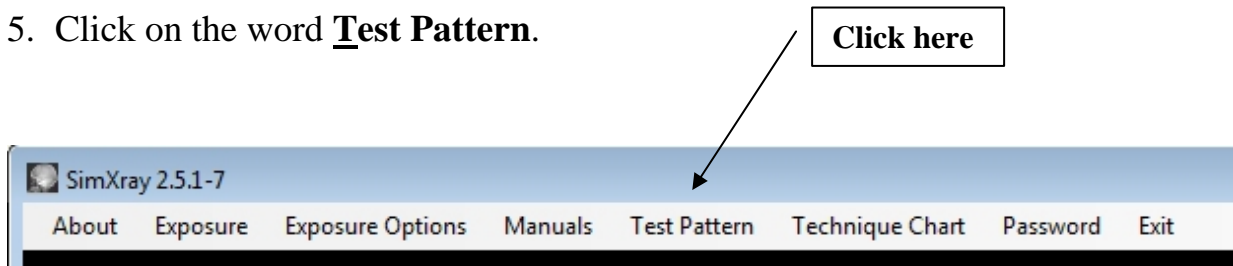 5. Click on the word Test Pattern.
Click here
SimXray 2.5.1-7
About Exposure Exposure Options Manuals Test Pattern Technique Chart Password Exit